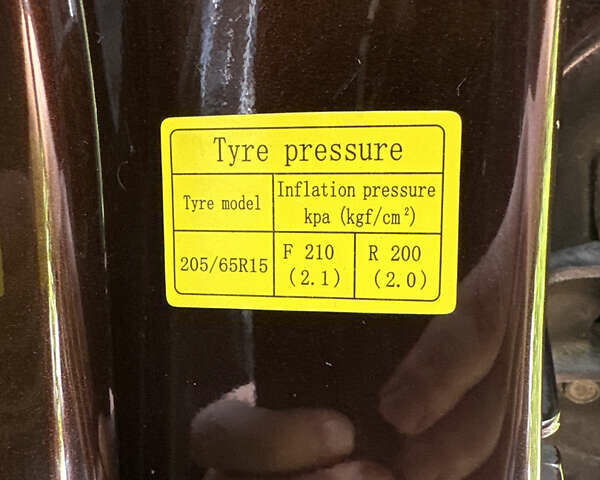 Tyre pressure
Tyre model
Inflation pressure
kpa (kgf/cm²)
205/65R15
F 210
(2.1)
R 200
(2.0)